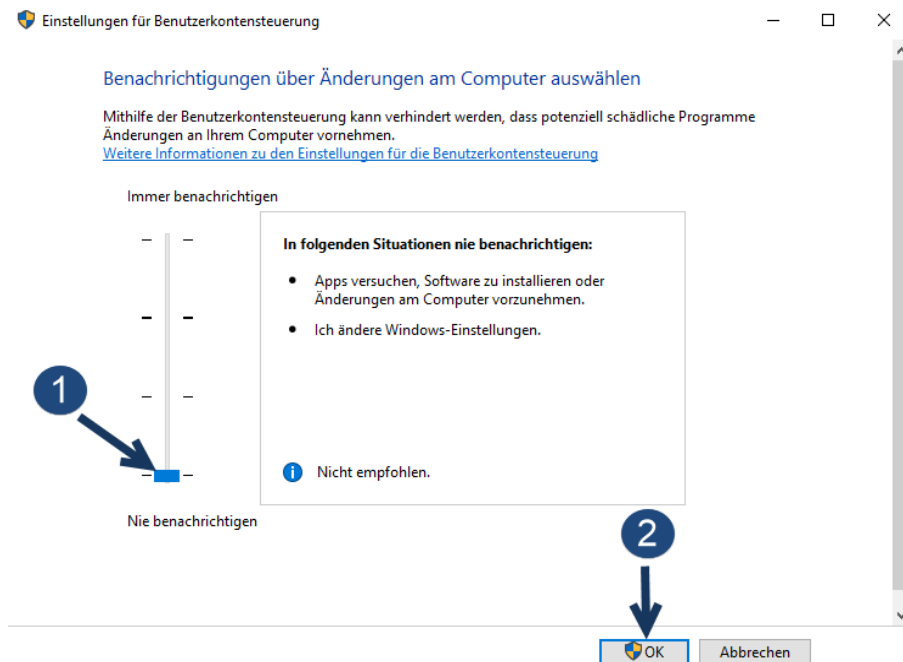 Einstellungen für Benutzerkontensteuerung
Benachrichtigungen über Änderungen am Computer auswählen
Mithilfe der Benutzerkontensteuerung kann verhindert werden, dass potenziell schädliche Programme
Änderungen an Ihrem Computer vornehmen.
Weitere Informationen zu den Einstellungen für die Benutzerkontensteuerung
Immer benachrichtigen
In folgenden Situationen nie benachrichtigen:
Apps versuchen, Software zu installieren oder
Änderungen am Computer vorzunehmen.
Ich ändere Windows-Einstellungen.
1
Nicht empfohlen.
Nie benachrichtigen
2
OK
Abbrechen